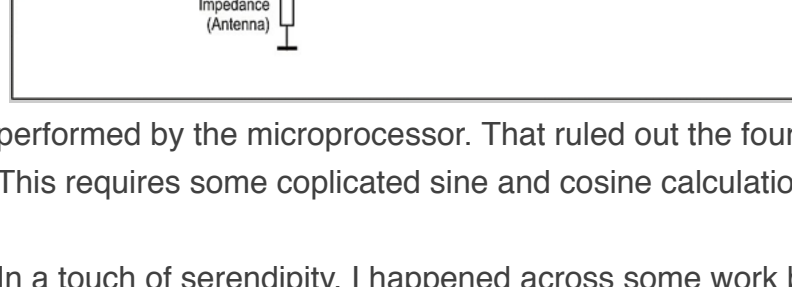 Impedance
(Antenna)
performed by the microprocessor. That ruled out the four
This requires some coplicated sine and cosine calculatio
In a touch of serendipity, I happened across some work b